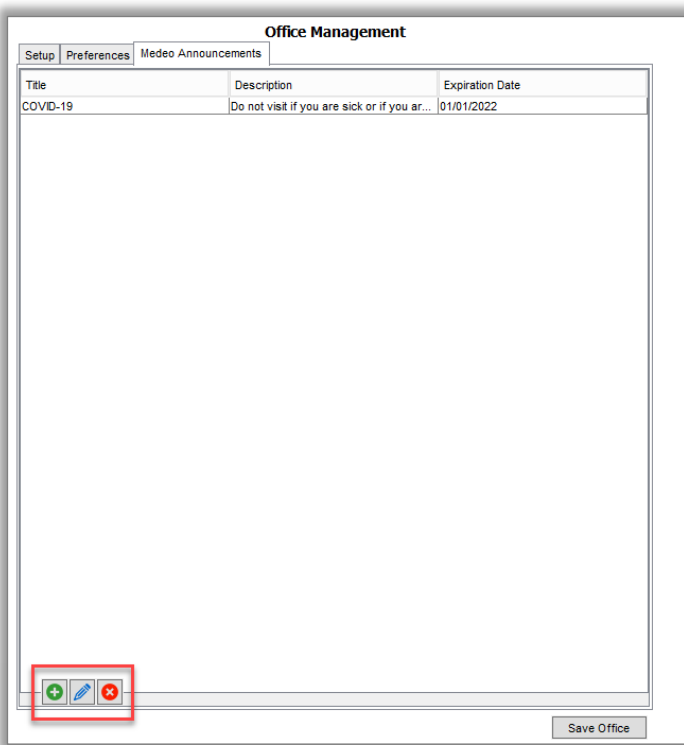 Office Management
Setup Preferences Medeo Announcements
Title Description Expiration Date
COVID-19 Do not visit if you are sick or if you ar... 01/01/2022
Save Office